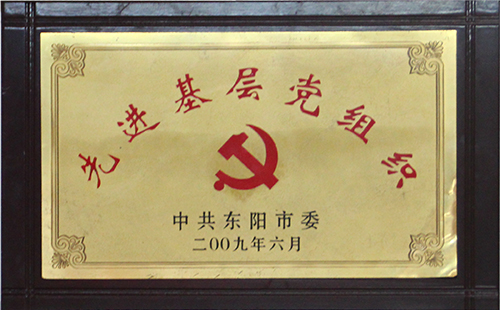 先进基层党组织
中共东阳市委
二00九年六月